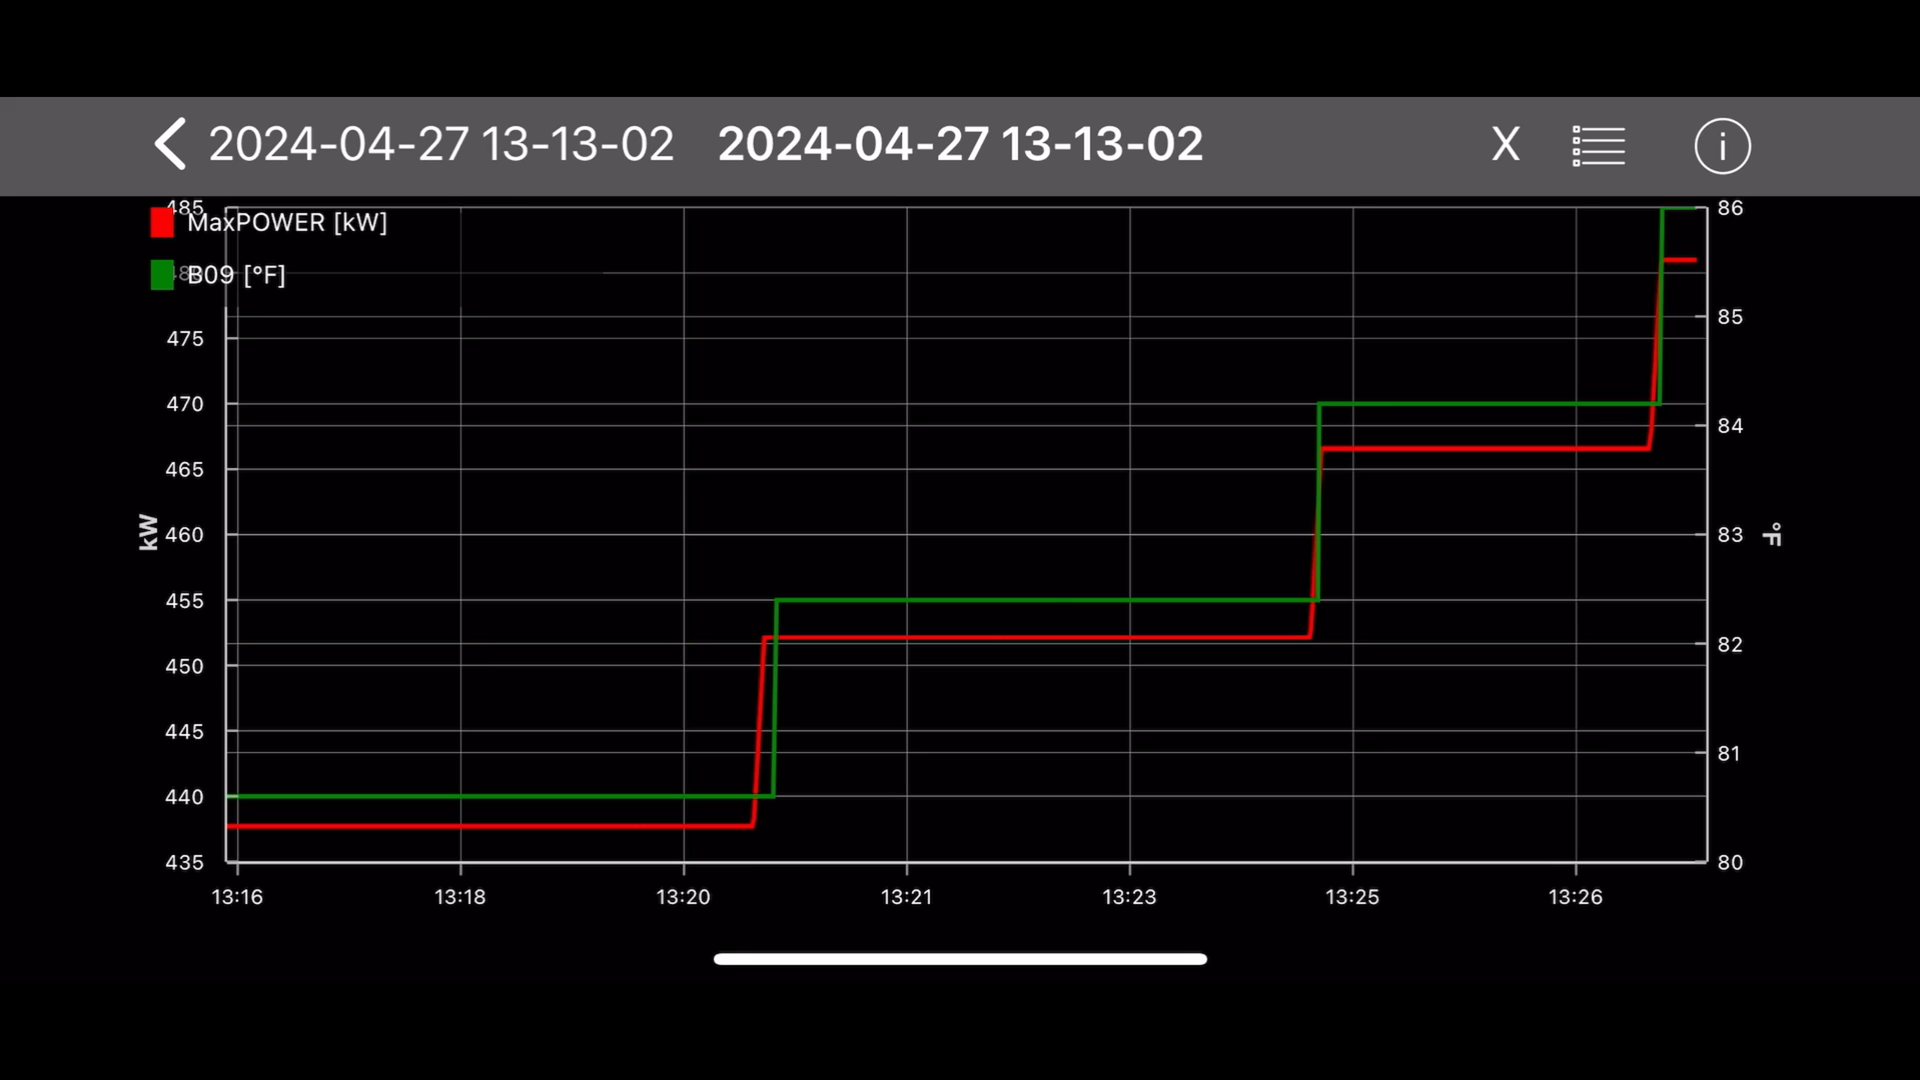 2024-04-27 13-13-02 2024-04-27 13-13-02 X i
485 MaxPOWER [kW] 86
480 B09 [°F]
85
475
470
84
465
kW 460 83 °F
455
82
450
445
81
440
435 80
13:16 13:18 13:20 13:21 13:23 13:25 13:26